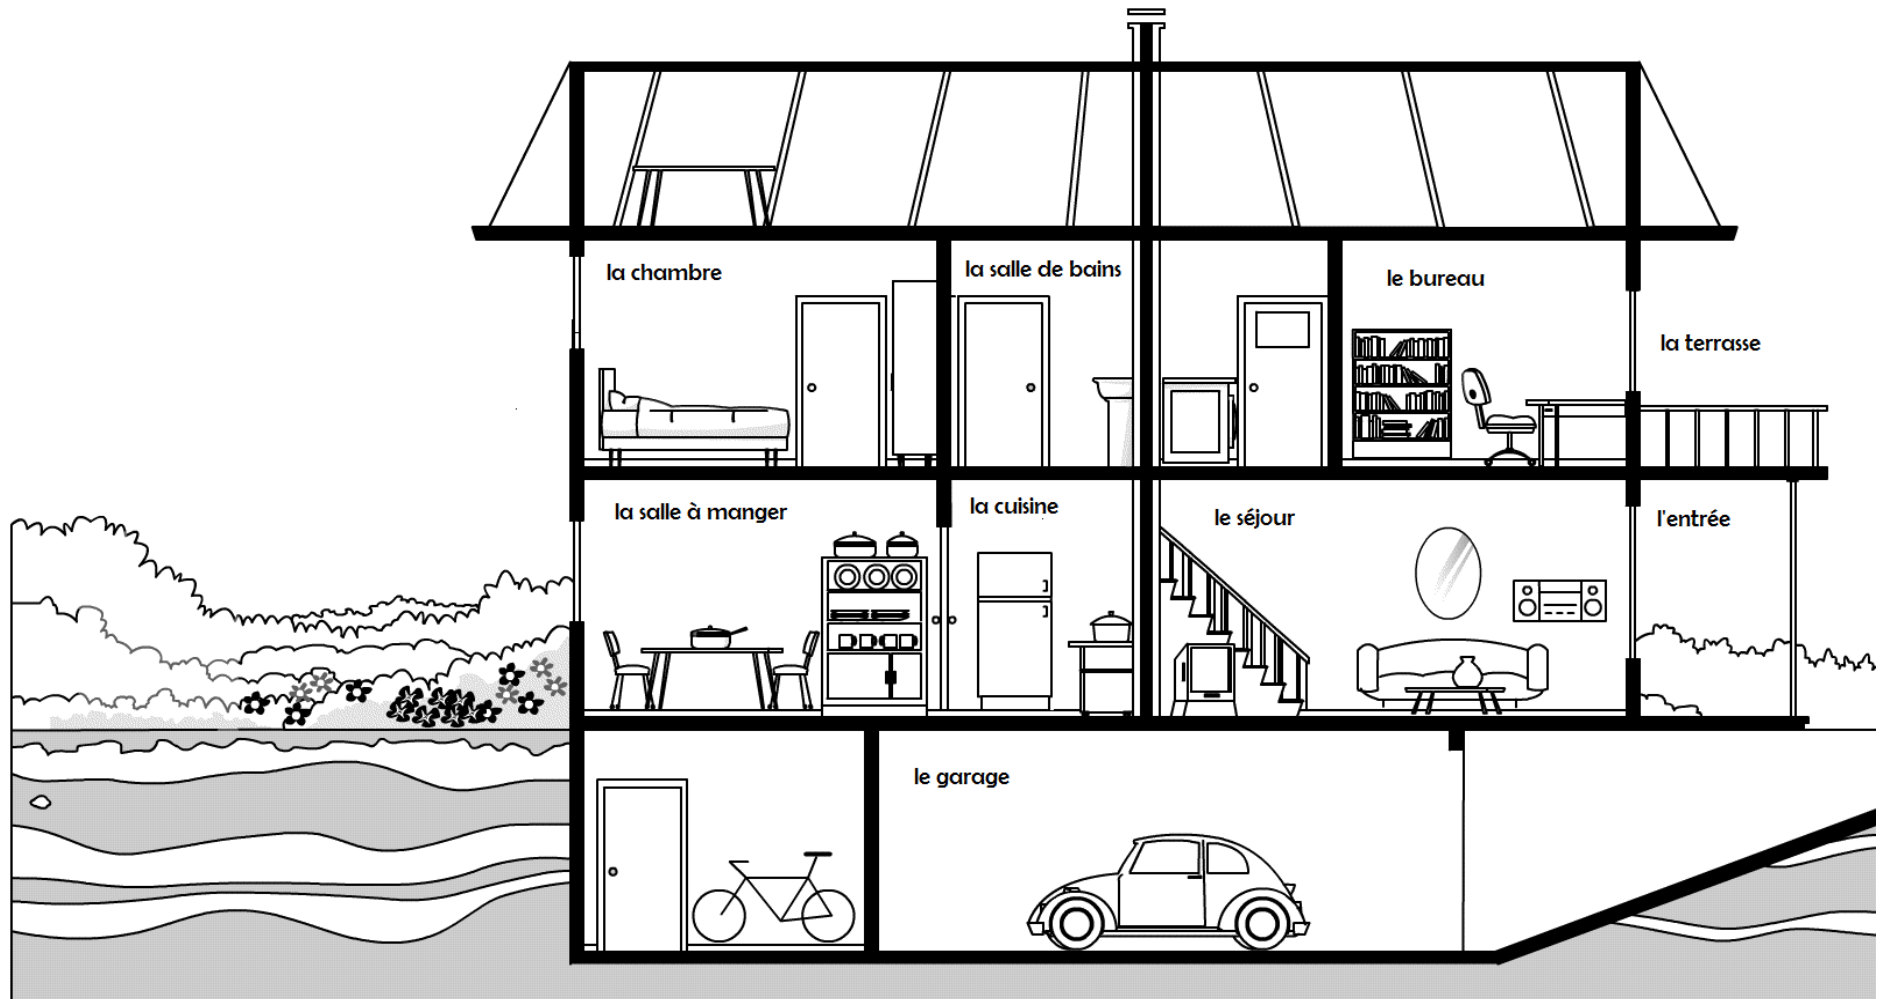 la chambre
la salle de bains
le bureau
la terrasse
la salle à manger
la cuisine
le séjour
l'entrée
le garage